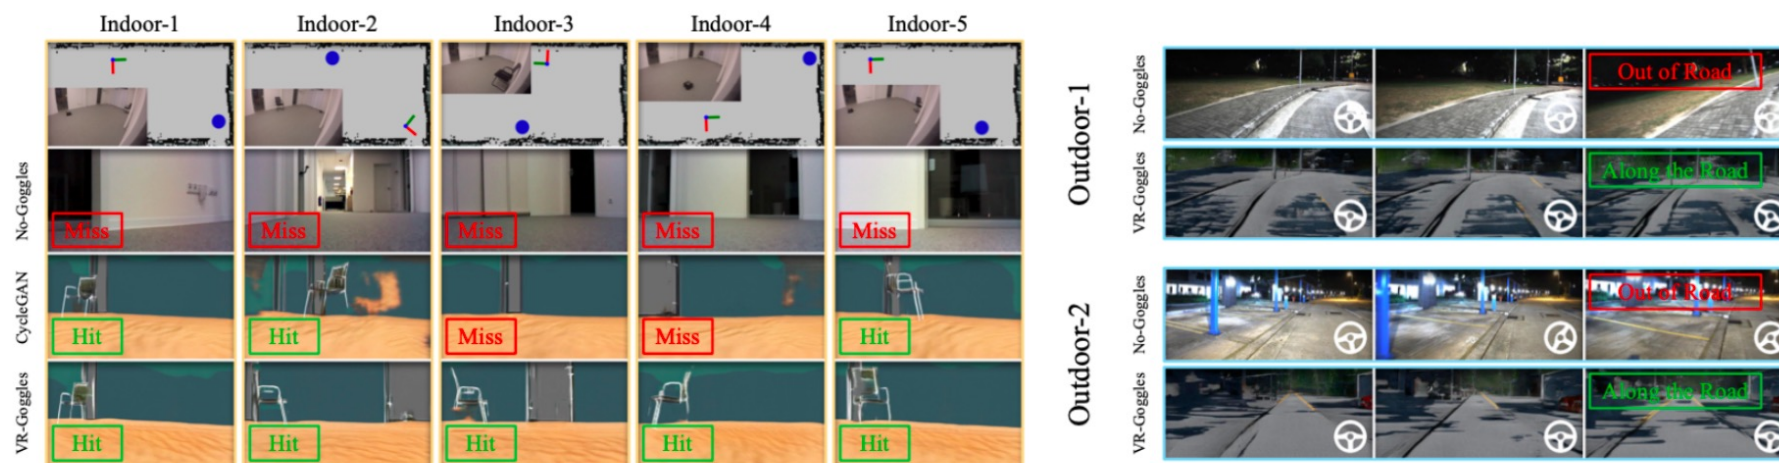 Indoor-1 Indoor-2 Indoor-3 Indoor-4 Indoor-5
No-Goggles
Miss Miss Miss Miss Miss
CycleGAN
Hit Hit Miss Miss Hit
VR-Goggles
Hit Hit Hit Hit Hit
Outdoor-1
No-Goggles
Out of Road
VR-Goggles
Along the Road
Outdoor-2
No-Goggles
Out of Road
VR-Goggles
Along the Road